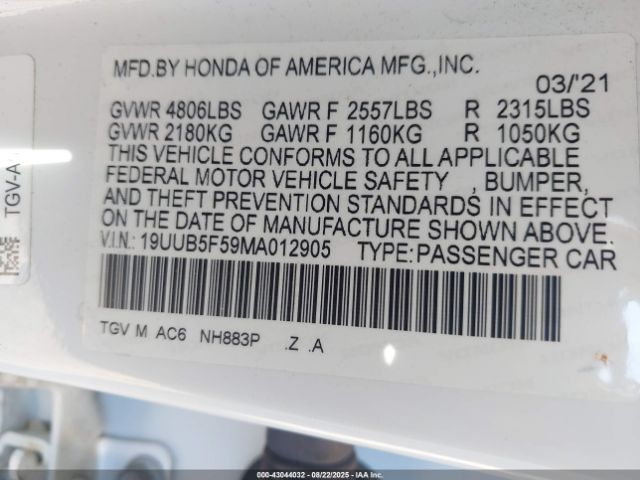 MFD.BY HONDA OF AMERICA MFG.,INC.
03/'21
GVWR 4806LBS GAWR F 2557LBS R 2315LBS
GVWR 2180KG GAWR F 1160KG R 1050KG
THIS VEHICLE CONFORMS TO ALL APPLICABLE
FEDERAL MOTOR VEHICLE SAFETY , BUMPER,
AND THEFT PREVENTION STANDARDS IN EFFECT
ON THE DATE OF MANUFACTURE SHOWN ABOVE.
V.I.N.: 19UUB5F59MA012905 TYPE:PASSENGER CAR
TGV M AC6 NH883P .Z .A
TGV-A
000-43044032 - 08/22/2025 - IAA Inc.